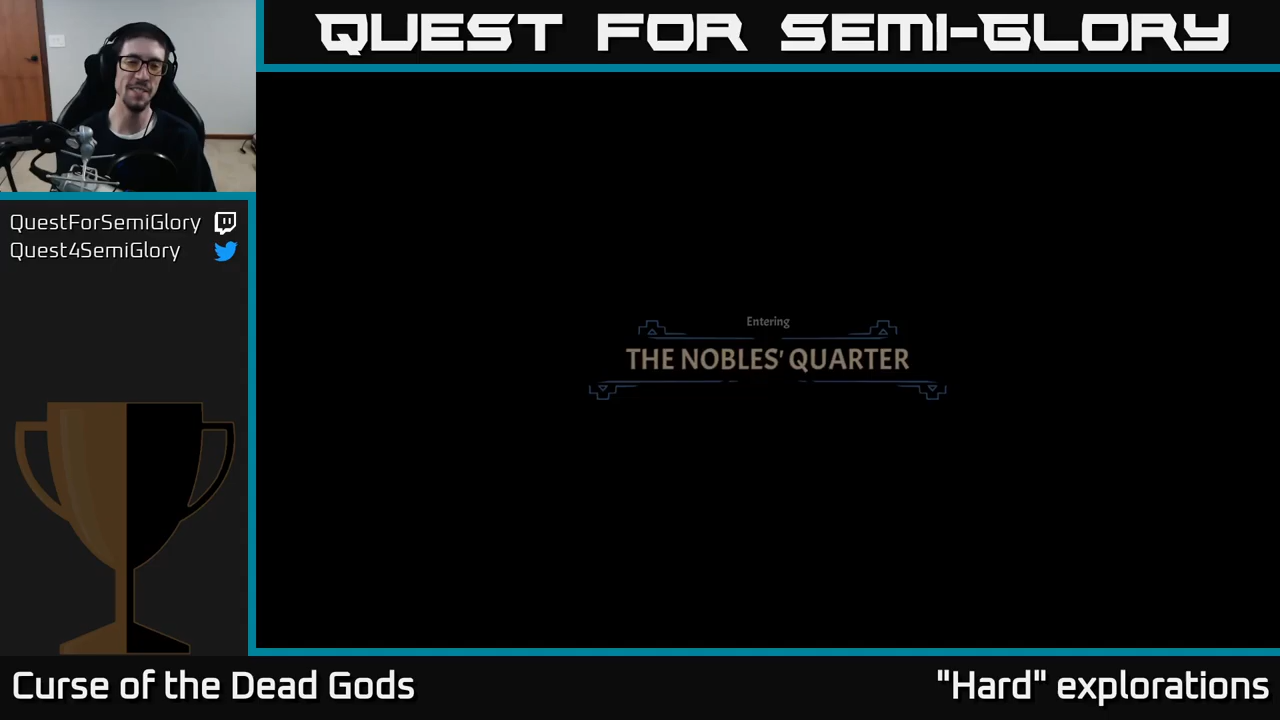 QUEST FOR SEMI-GLORY
QuestForSemiGlory
Quest4SemiGlory
Entering
THE NOBLES' QUARTER
Curse of the Dead Gods
"Hard" explorations